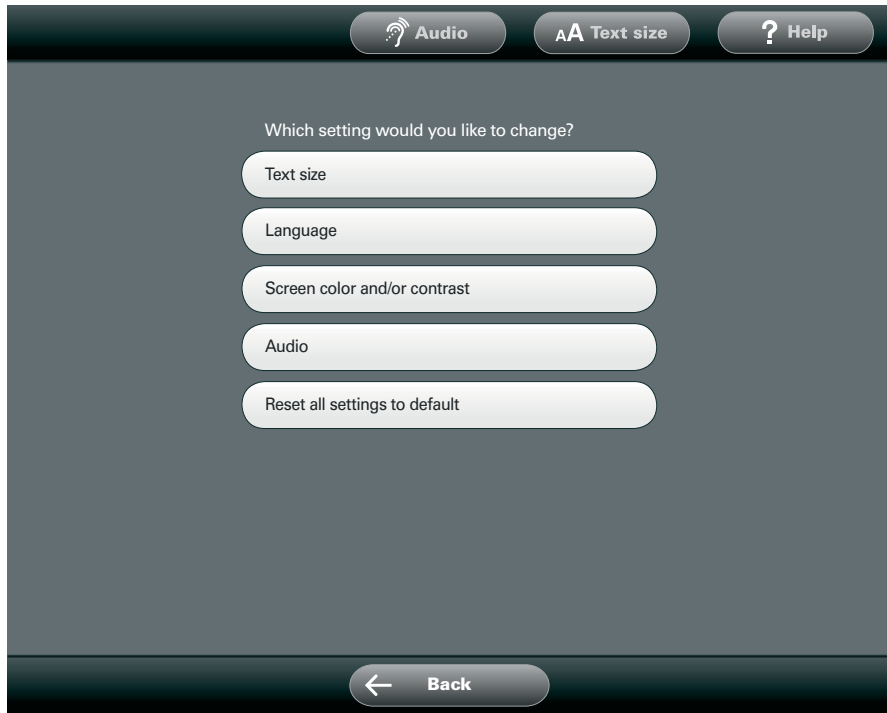 Audio
AA Text size
? Help
Which setting would you like to change?
Text size
Language
Screen color and/or contrast
Audio
Reset all settings to default
Back